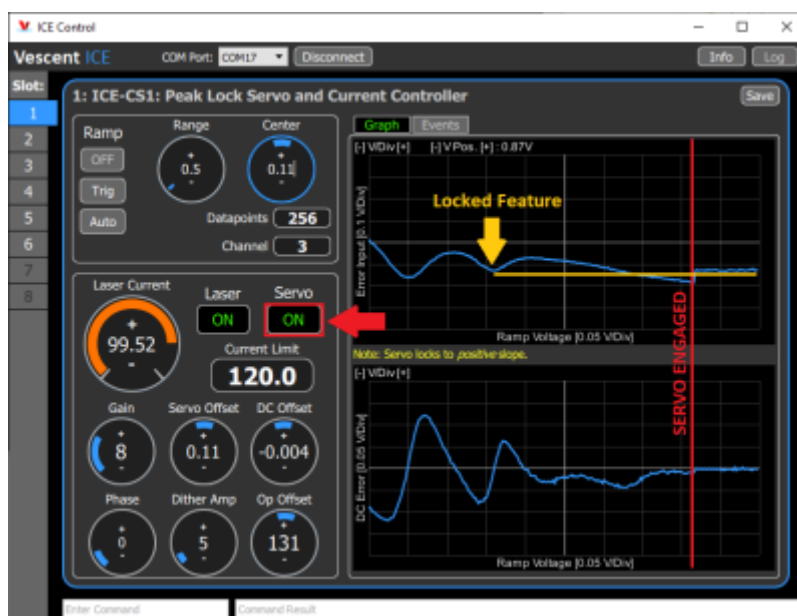 ICE Control
Vescent ICE COM Port: COM17 Disconnect Info Log
Slot:
1
2
3
4
5
6
7
8
1: ICE-CS1: Peak Lock Servo and Current Controller Save
Ramp Range Center
OFF
Trig
Auto
0.5
0.11
Datapoints 256
Channel 3
Laser Current Laser Servo
ON ON
99.52
Current Limit
120.0
Gain Servo Offset DC Offset
8 0.11 -0.004
Phase Dither Amp Op Offset
0 5 131
Graph Events
[-] V/Div [+] [-] V Pos. [+] : 0.87V
Error Input [0.1 V/Div]
Locked Feature
Ramp Voltage [0.05 V/Div]
Note: Servo locks to positive slope.
SERVO ENGAGED
[-] V/Div [+]
DC Error [0.05 V/Div]
Ramp Voltage [0.05 V/Div]
Enter Command Command Result